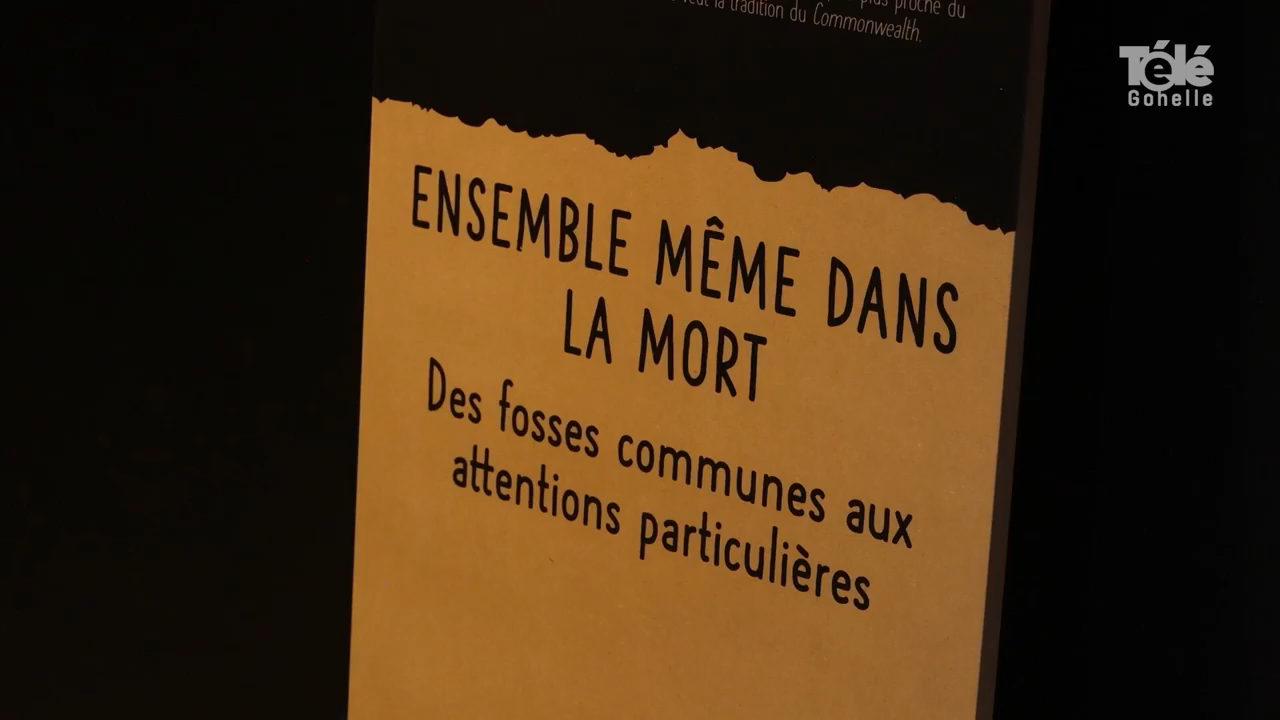 plus proche du
la tradition du Commonwealth.
Télé
Gohelle
ENSEMBLE MÊME DANS
LA MORT
Des fosses communes aux
attentions particulières